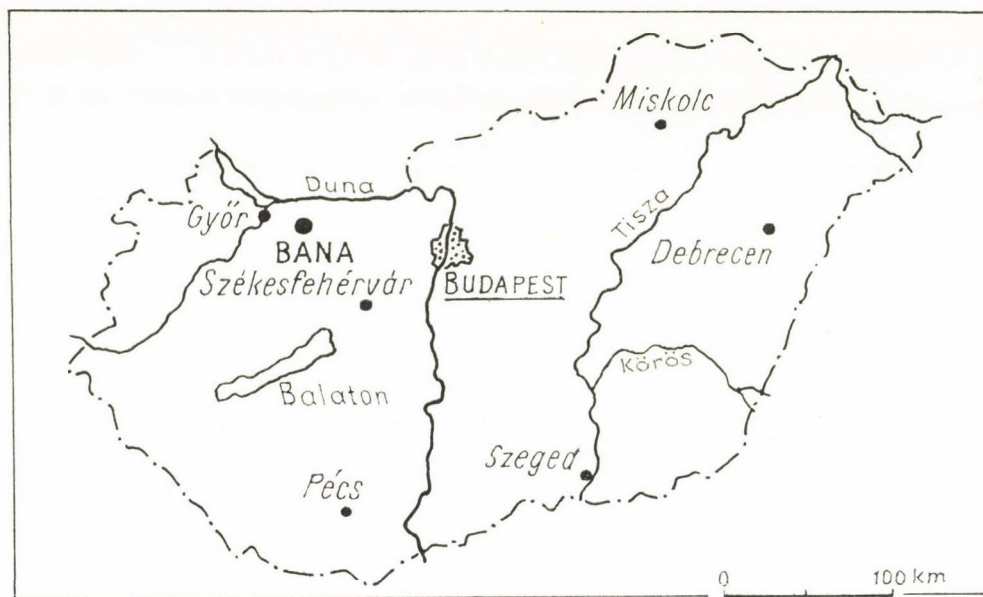 Miskolc
Duna
Győr
Tisza
BANA
Debrecen
Székesfehérvár
BUDAPEST
Körös
Balaton
Szeged
Pécs
0 100 km